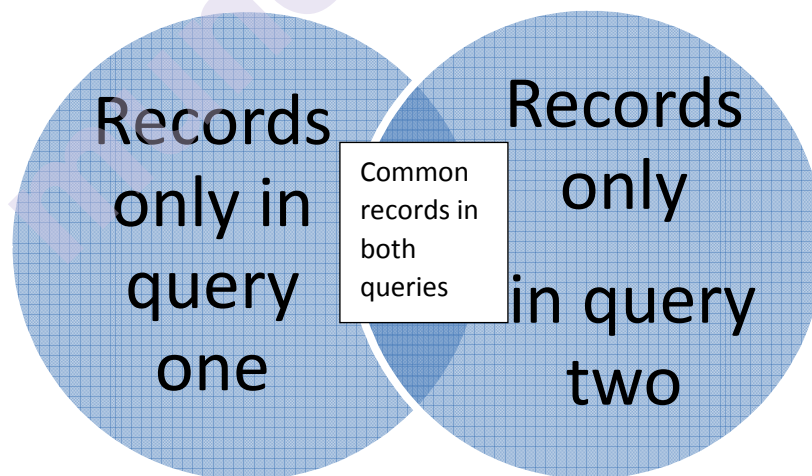 Records
only in
query
one
Common
records in
both
queries
Records
only
in query
two